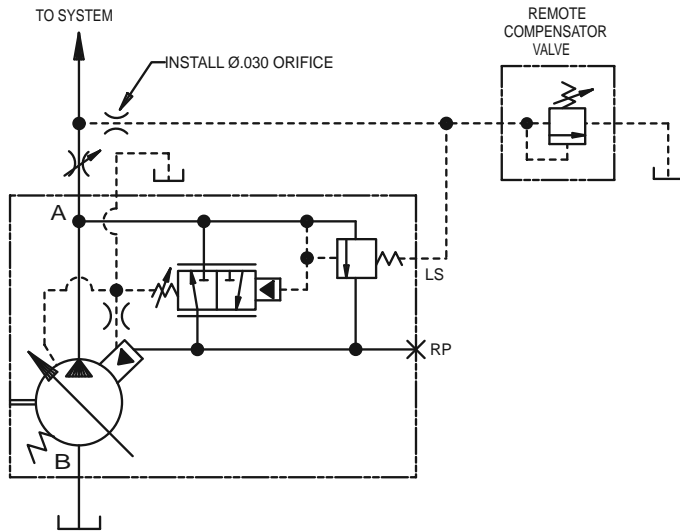 TO SYSTEM
REMOTE
COMPENSATOR
VALVE
INSTALL Ø.030 ORIFICE
A
LS
RP
B